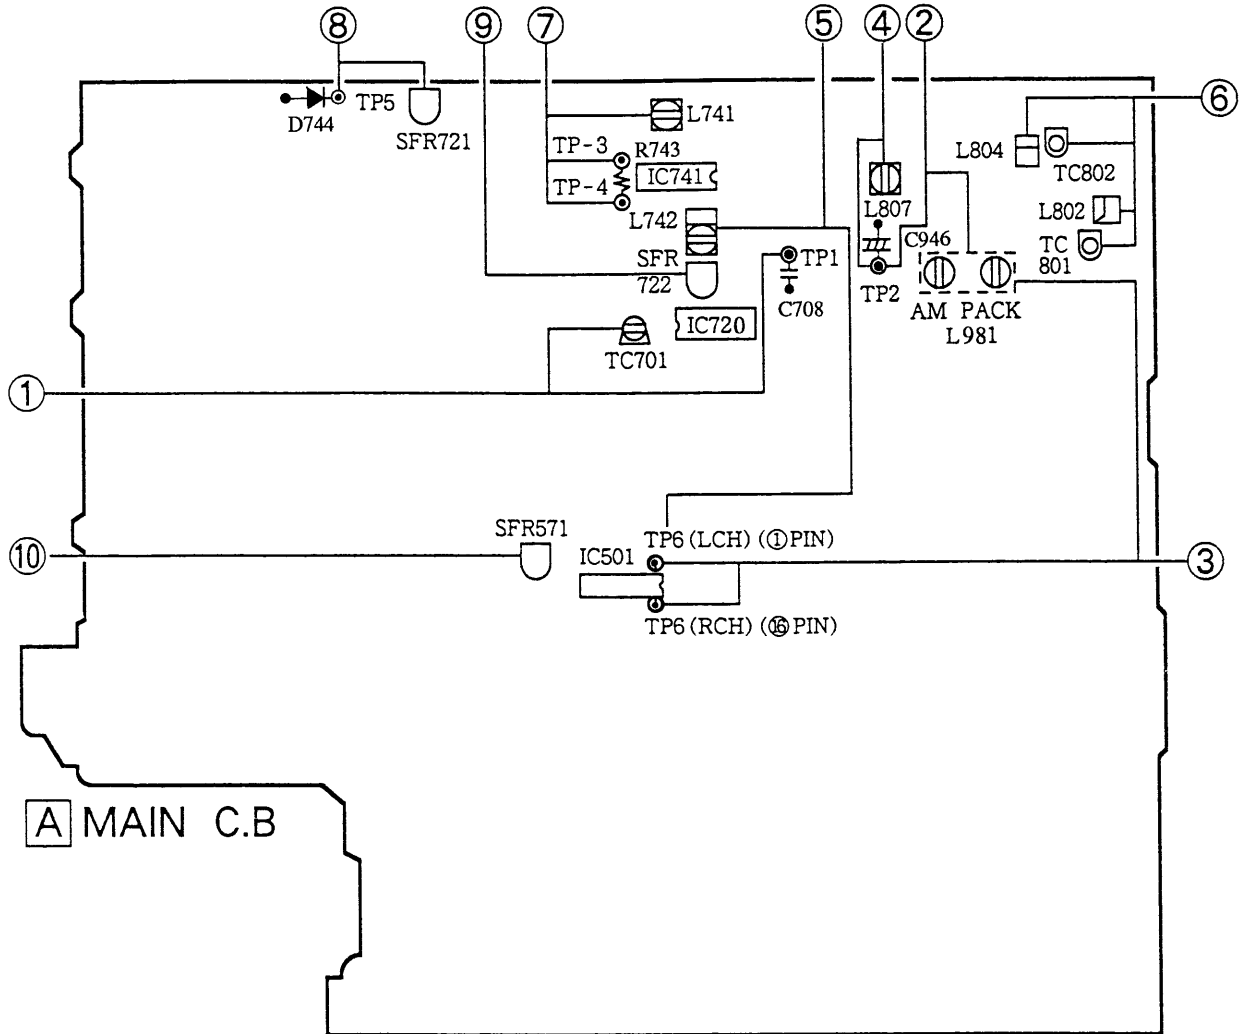 ⑧ ⑨ ⑦ ⑤ ④ ②
⑥
D744
TP5
SFR721
L741
TP-3
R743
TP-4
IC741
L742
SFR
722
TP1
C708
IC720
TC701
L807
C946
TP2
L804
TC802
L802
TC
801
AM PACK
L981
①
SFR571
⑩
TP6 (LCH) (①PIN)
IC501
③
TP6 (RCH) (⑯PIN)
A MAIN C.B